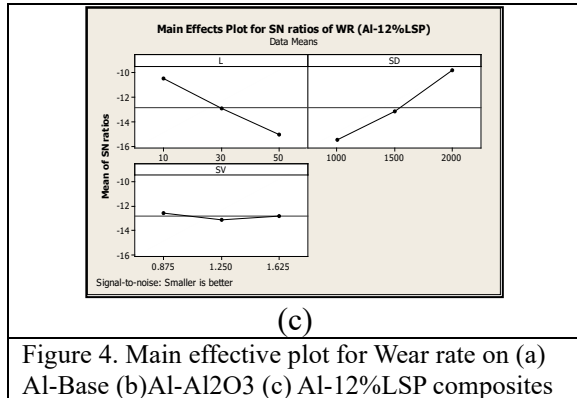 Main Effects Plot for SN ratios of WR (Al-12%LSP)
Data Means
L SD
Mean of SN ratios
-10
-12
-14
-16
10 30 50 1000 1500 2000
SV
-10
-12
-14
-16
0.875 1.250 1.625
Signal-to-noise: Smaller is better
(c)
Figure 4. Main effective plot for Wear rate on (a)
Al-Base (b)Al-Al2O3 (c) Al-12%LSP composites